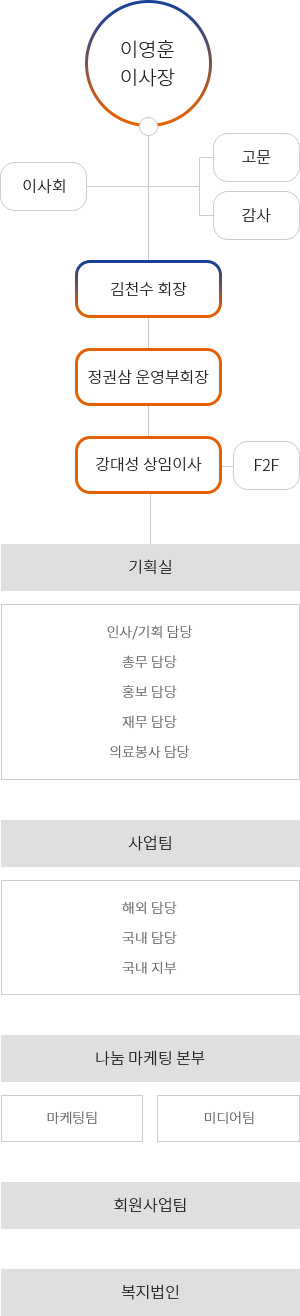 이영훈
이사장
고문
이사회
감사
김천수 회장
정권삼 운영부회장
강대성 상임이사
F2F
기획실
인사/기획 담당
총무 담당
홍보 담당
재무 담당
의료봉사 담당
사업팀
해외 담당
국내 담당
국내 지부
나눔 마케팅 본부
마케팅팀
미디어팀
회원사업팀
복지법인